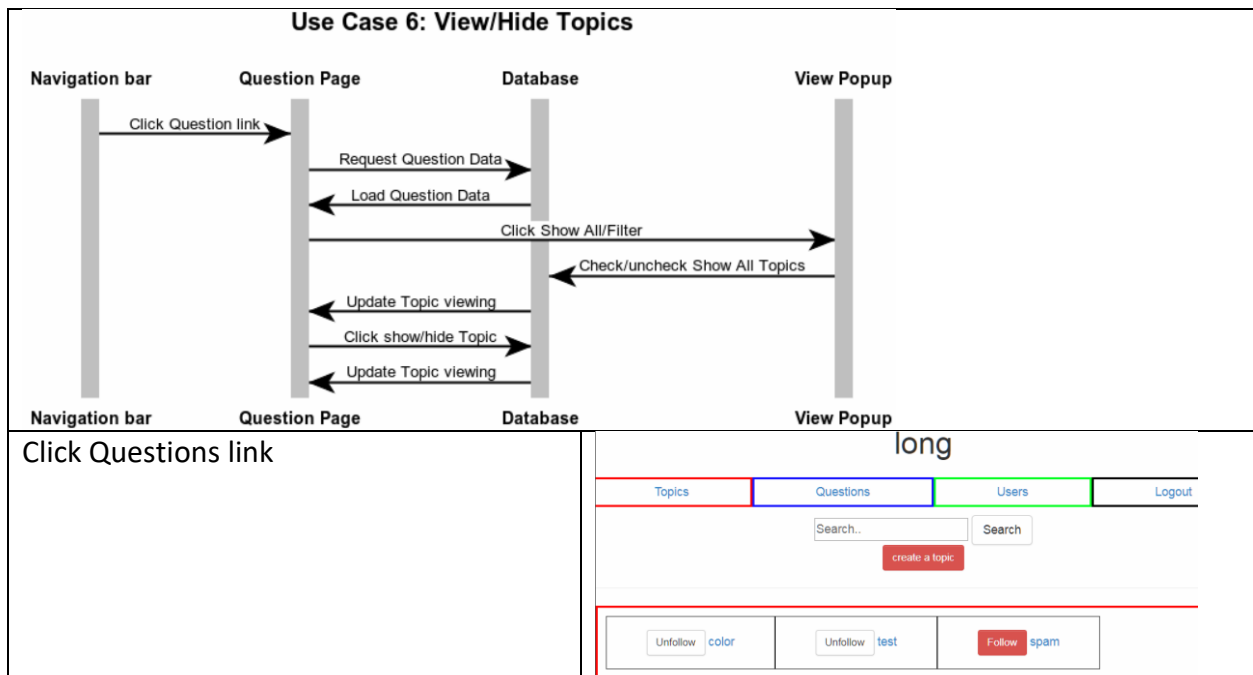 Use Case 6: View/Hide Topics
Navigation bar Question Page Database View Popup
Click Question link
Request Question Data
Load Question Data
Click Show All/Filter
Check/uncheck Show All Topics
Update Topic viewing
Click show/hide Topic
Update Topic viewing
Navigation bar Question Page Database View Popup
Click Questions link
long
Topics Questions Users Logout
Search.. Search
create a topic
Unfollow color Unfollow test Follow spam